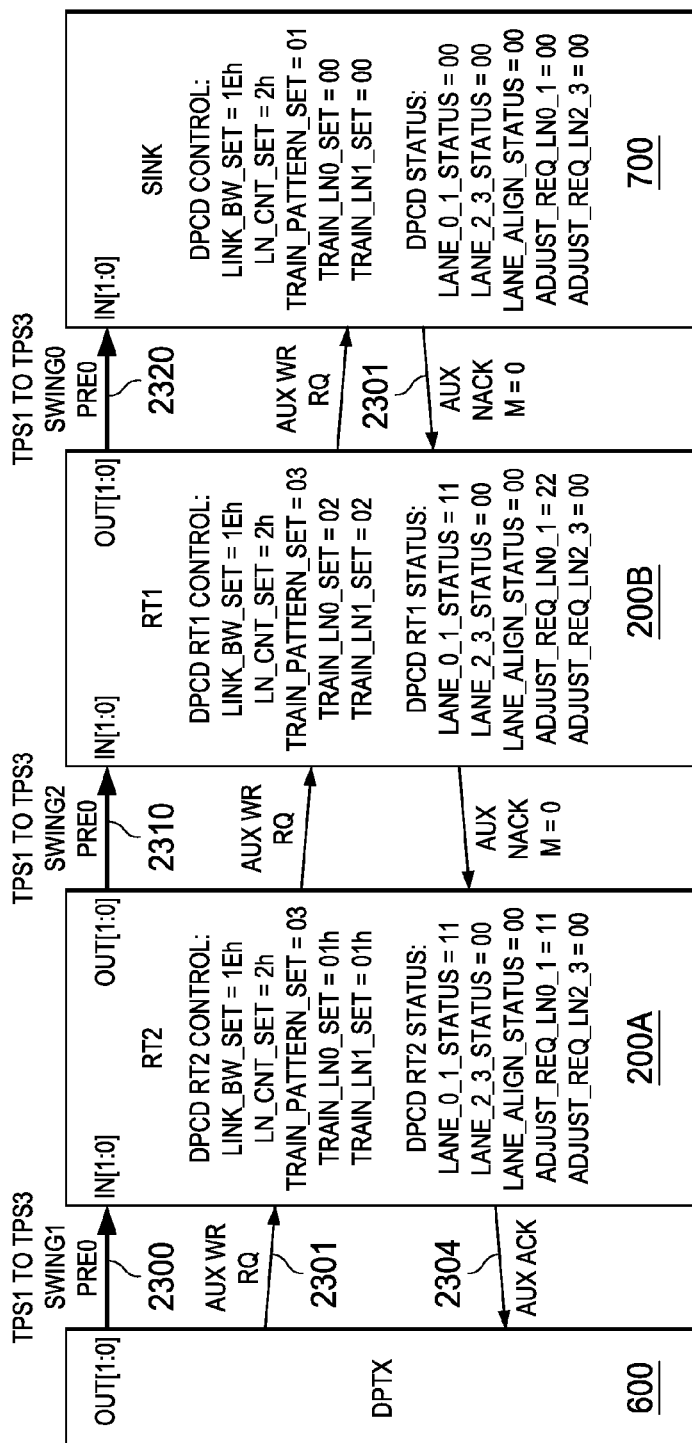 OUT[1:0]
DPTX
600
TPS1 TO TPS3
SWING1
PRE0
2300
AUX WR
RQ
2301
2304
AUX ACK
IN[1:0]
RT2
OUT[1:0]
DPCD RT2 CONTROL:
LINK_BW_SET = 1Eh
LN_CNT_SET = 2h
TRAIN_PATTERN_SET = 03
TRAIN_LN0_SET = 01h
TRAIN_LN1_SET = 01h
DPCD RT2 STATUS:
LANE_0_1_STATUS = 11
LANE_2_3_STATUS = 00
LANE_ALIGN_STATUS = 00
ADJUST_REQ_LN0_1 = 11
ADJUST_REQ_LN2_3 = 00
200A
TPS1 TO TPS3
SWING2
PRE0
2310
AUX WR
RQ
AUX
NACK
M = 0
IN[1:0]
RT1
OUT[1:0]
DPCD RT1 CONTROL:
LINK_BW_SET = 1Eh
LN_CNT_SET = 2h
TRAIN_PATTERN_SET = 03
TRAIN_LN0_SET = 02
TRAIN_LN1_SET = 02
DPCD RT1 STATUS:
LANE_0_1_STATUS = 11
LANE_2_3_STATUS = 00
LANE_ALIGN_STATUS = 00
ADJUST_REQ_LN0_1 = 22
ADJUST_REQ_LN2_3 = 00
200B
TPS1 TO TPS3
SWING0
PRE0
2320
AUX WR
RQ
2301
AUX
NACK
M = 0
IN[1:0]
SINK
DPCD CONTROL:
LINK_BW_SET = 1Eh
LN_CNT_SET = 2h
TRAIN_PATTERN_SET = 01
TRAIN_LN0_SET = 00
TRAIN_LN1_SET = 00
DPCD STATUS:
LANE_0_1_STATUS = 00
LANE_2_3_STATUS = 00
LANE_ALIGN_STATUS = 00
ADJUST_REQ_LN0_1 = 00
ADJUST_REQ_LN2_3 = 00
700